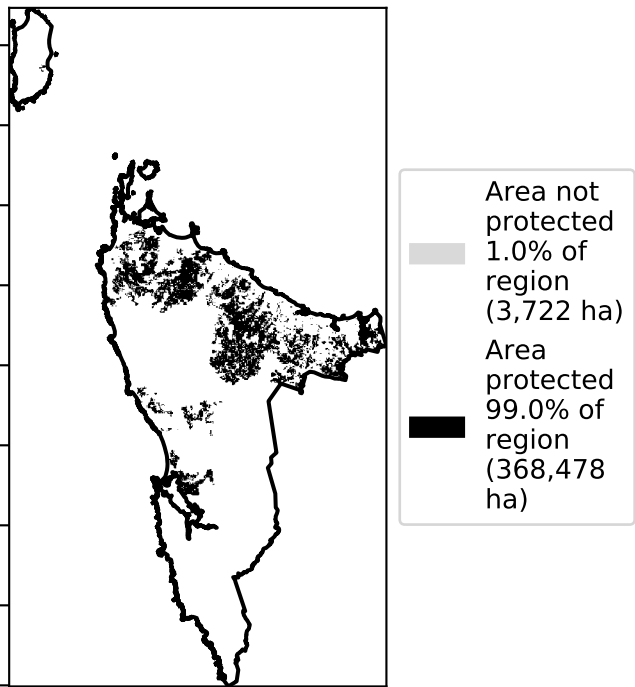 Area not
protected
1.0% of
region
(3,722 ha)
Area
protected
99.0% of
region
(368,478
ha)